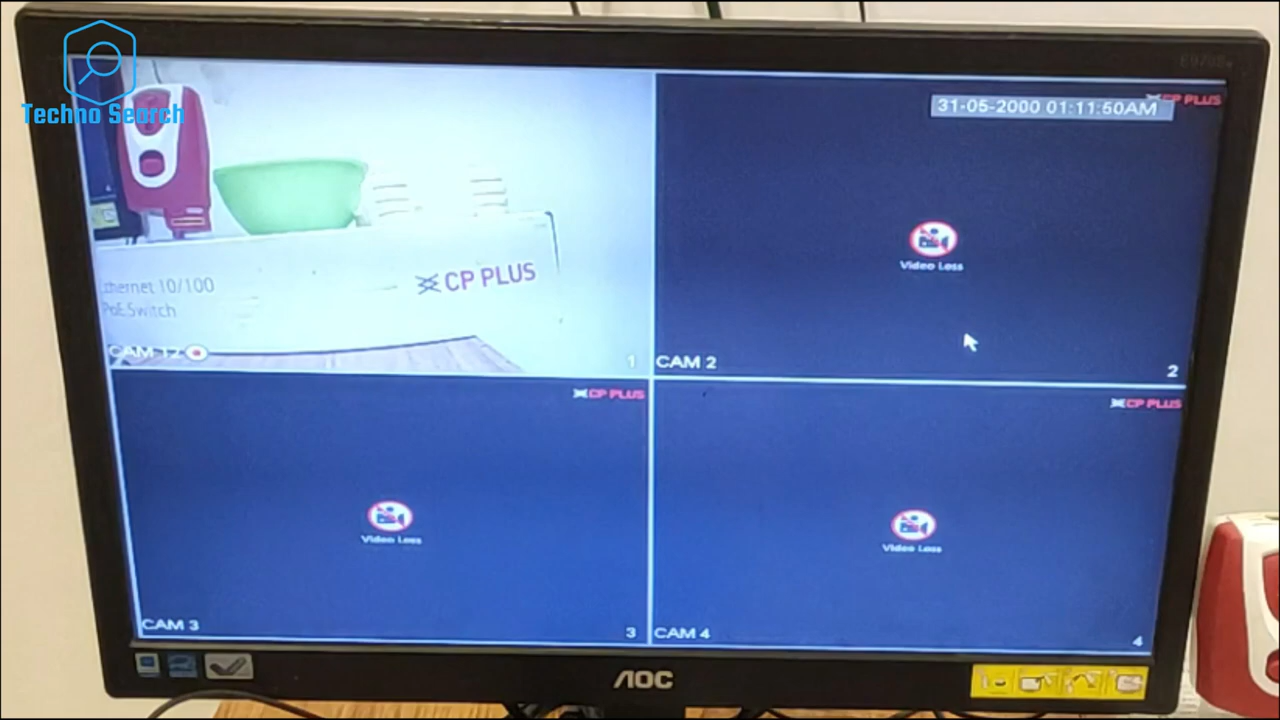 Techno Search
CP PLUS
31-05-2000 01:11:50AM
Ethernet 10/100
PoE Switch
CP PLUS
CAM 12
1
Video Loss
CAM 2
2
CP PLUS
Video Loss
CAM 3
3
CP PLUS
Video Loss
CAM 4
4
AOC